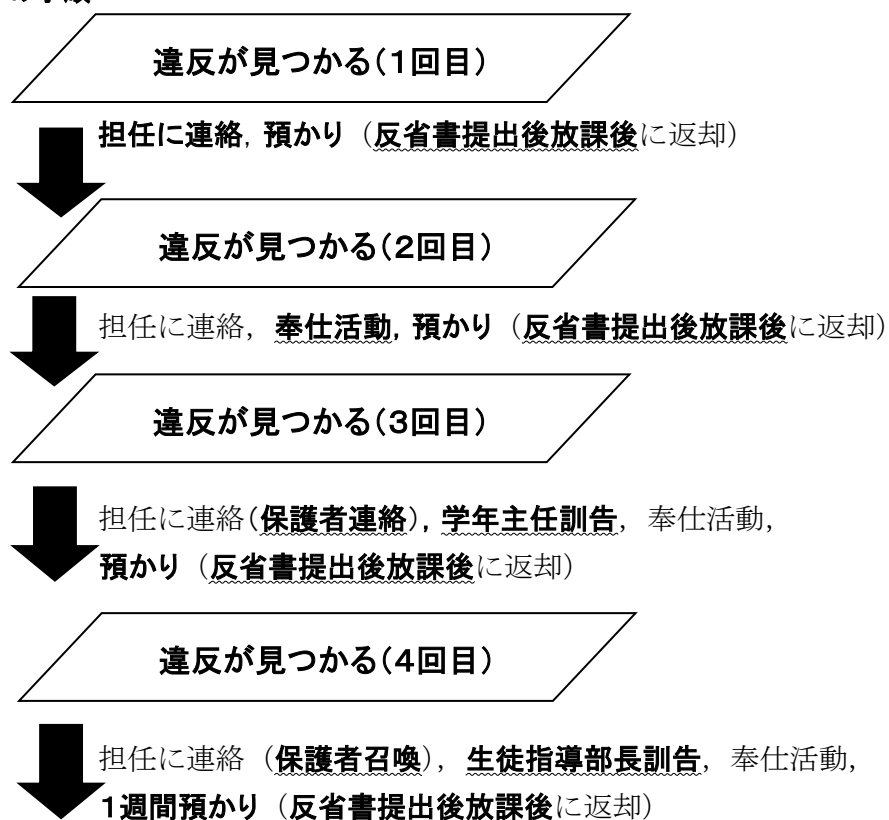 違反が見つかる(1回目)
担任に連絡，預かり（反省書提出後放課後に返却）
違反が見つかる(2回目)
担任に連絡，奉仕活動，預かり（反省書提出後放課後に返却）
違反が見つかる(3回目)
担任に連絡(保護者連絡)，学年主任訓告，奉仕活動，
預かり（反省書提出後放課後に返却）
違反が見つかる(4回目)
担任に連絡（保護者召喚），生徒指導部長訓告，奉仕活動，
1週間預かり（反省書提出後放課後に返却）